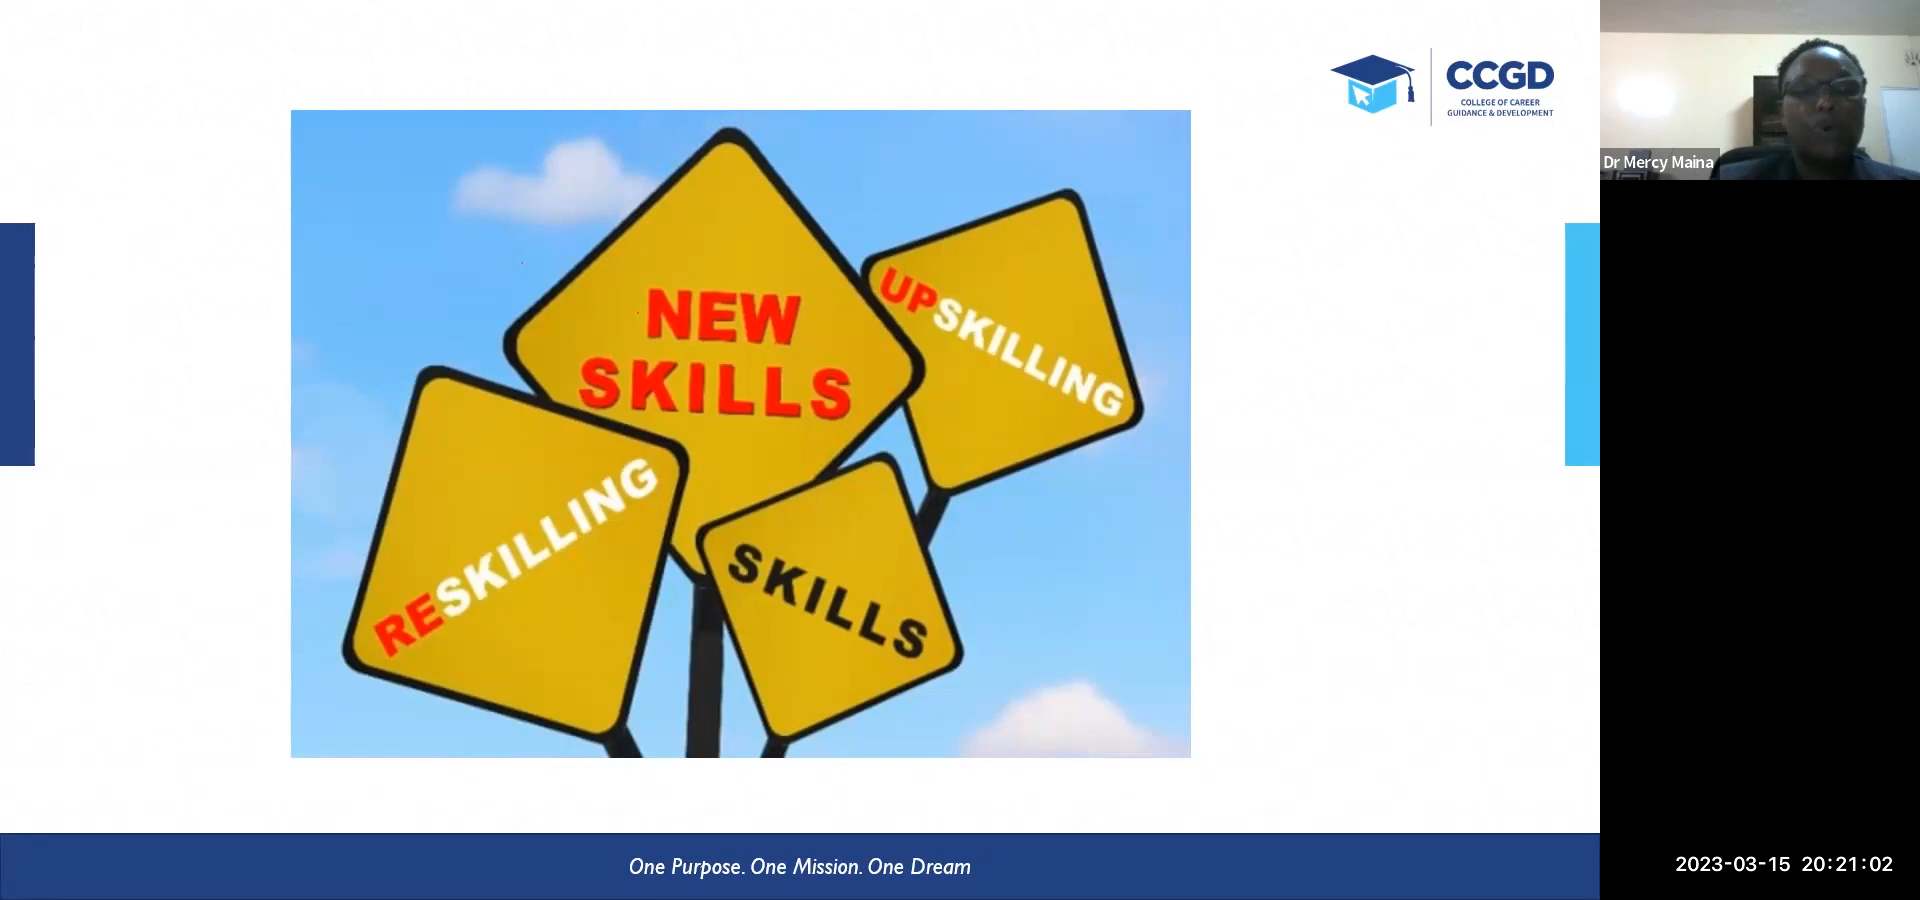 CCGD
COLLEGE OF CAREER
GUIDANCE & DEVELOPMENT
Dr Mercy Maina
NEW
SKILLS
UPSKILLING
RESKILLING
SKILLS
One Purpose. One Mission. One Dream
2023-03-15 20:21:02